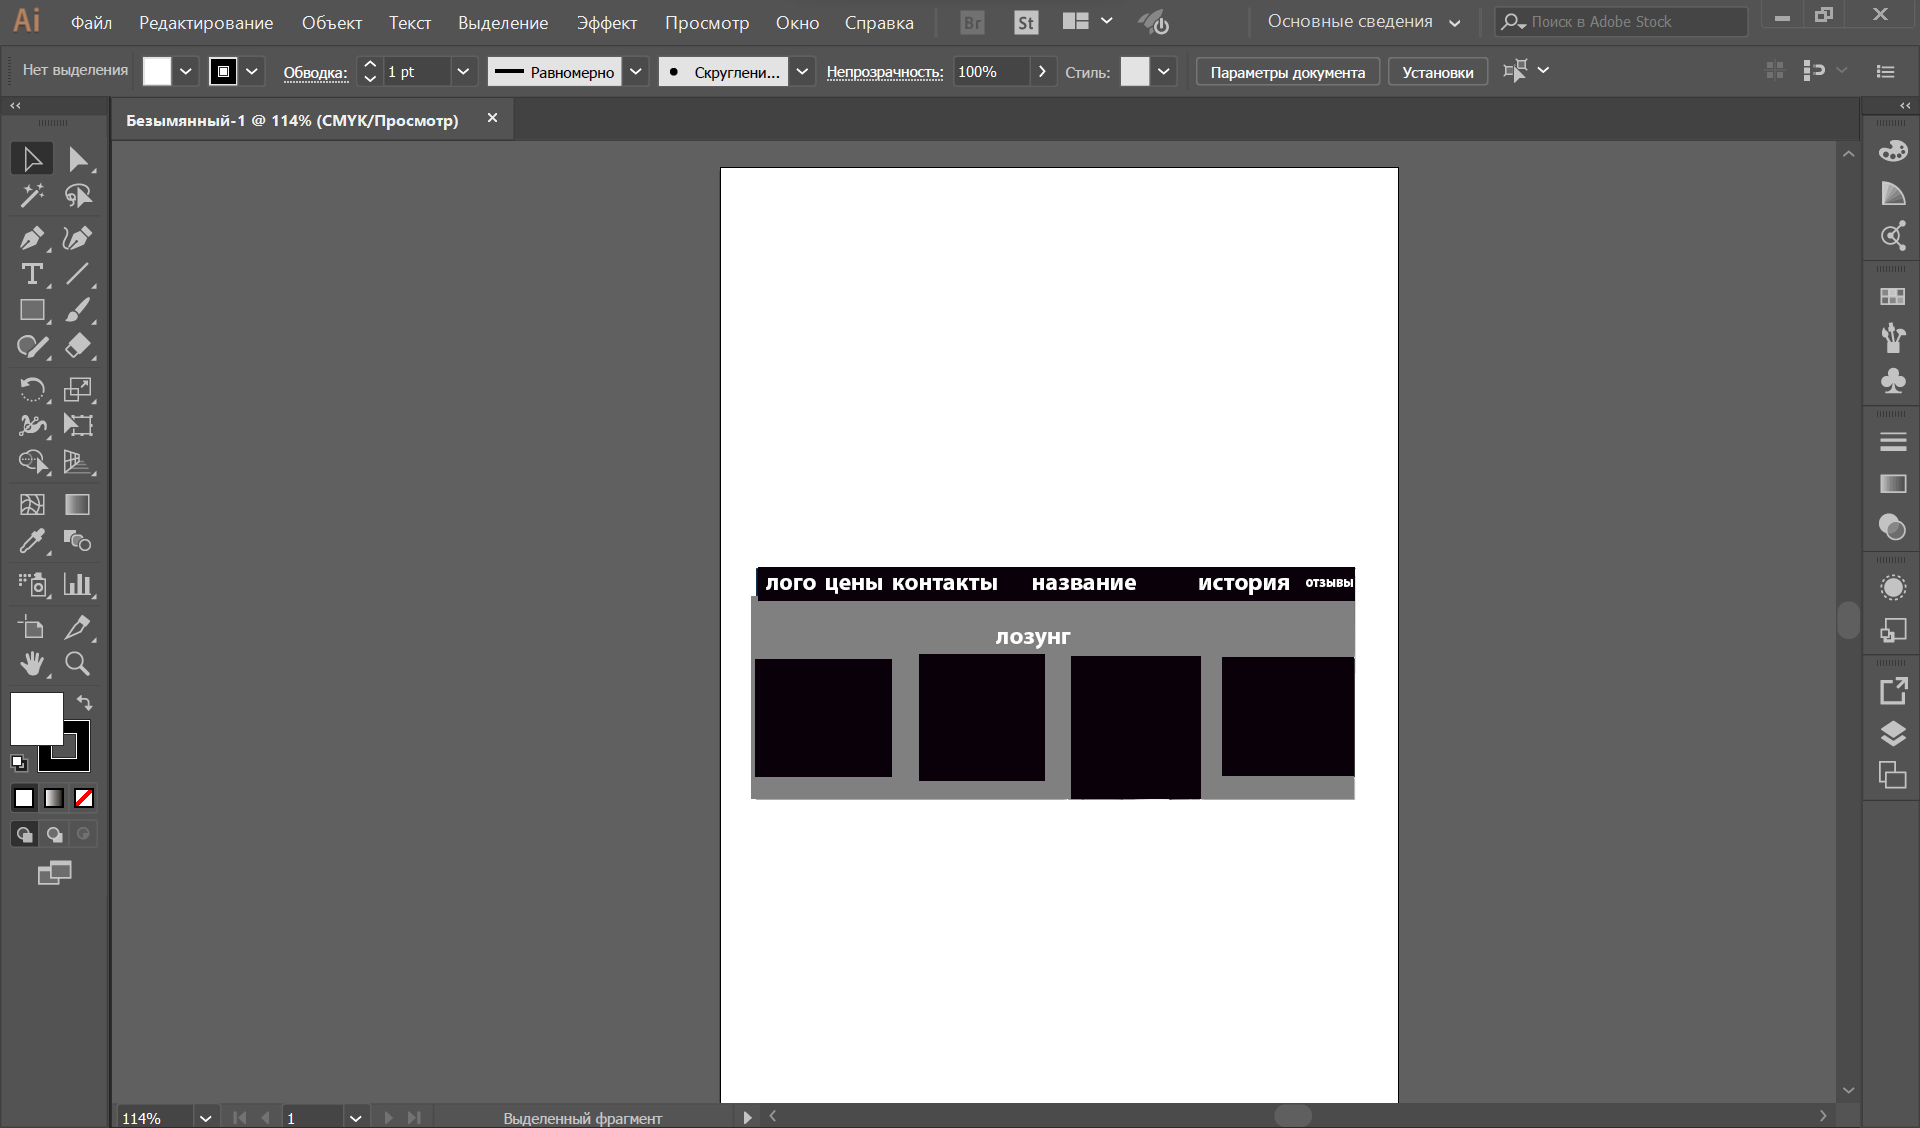 Ai Файл Редактирование Объект Текст Выделение Эффект Просмотр Окно Справка Br St Основные сведения Поиск в Adobe Stock
Нет выделения Обводка: 1 pt Равномерно Скруглени... Непрозрачность: 100% Стиль: Параметры документа Установки
Безымянный-1 @ 114% (CMYK/Просмотр)
лого цены контакты название история отзывы
лозунг
114% 1 Выделенный фрагмент